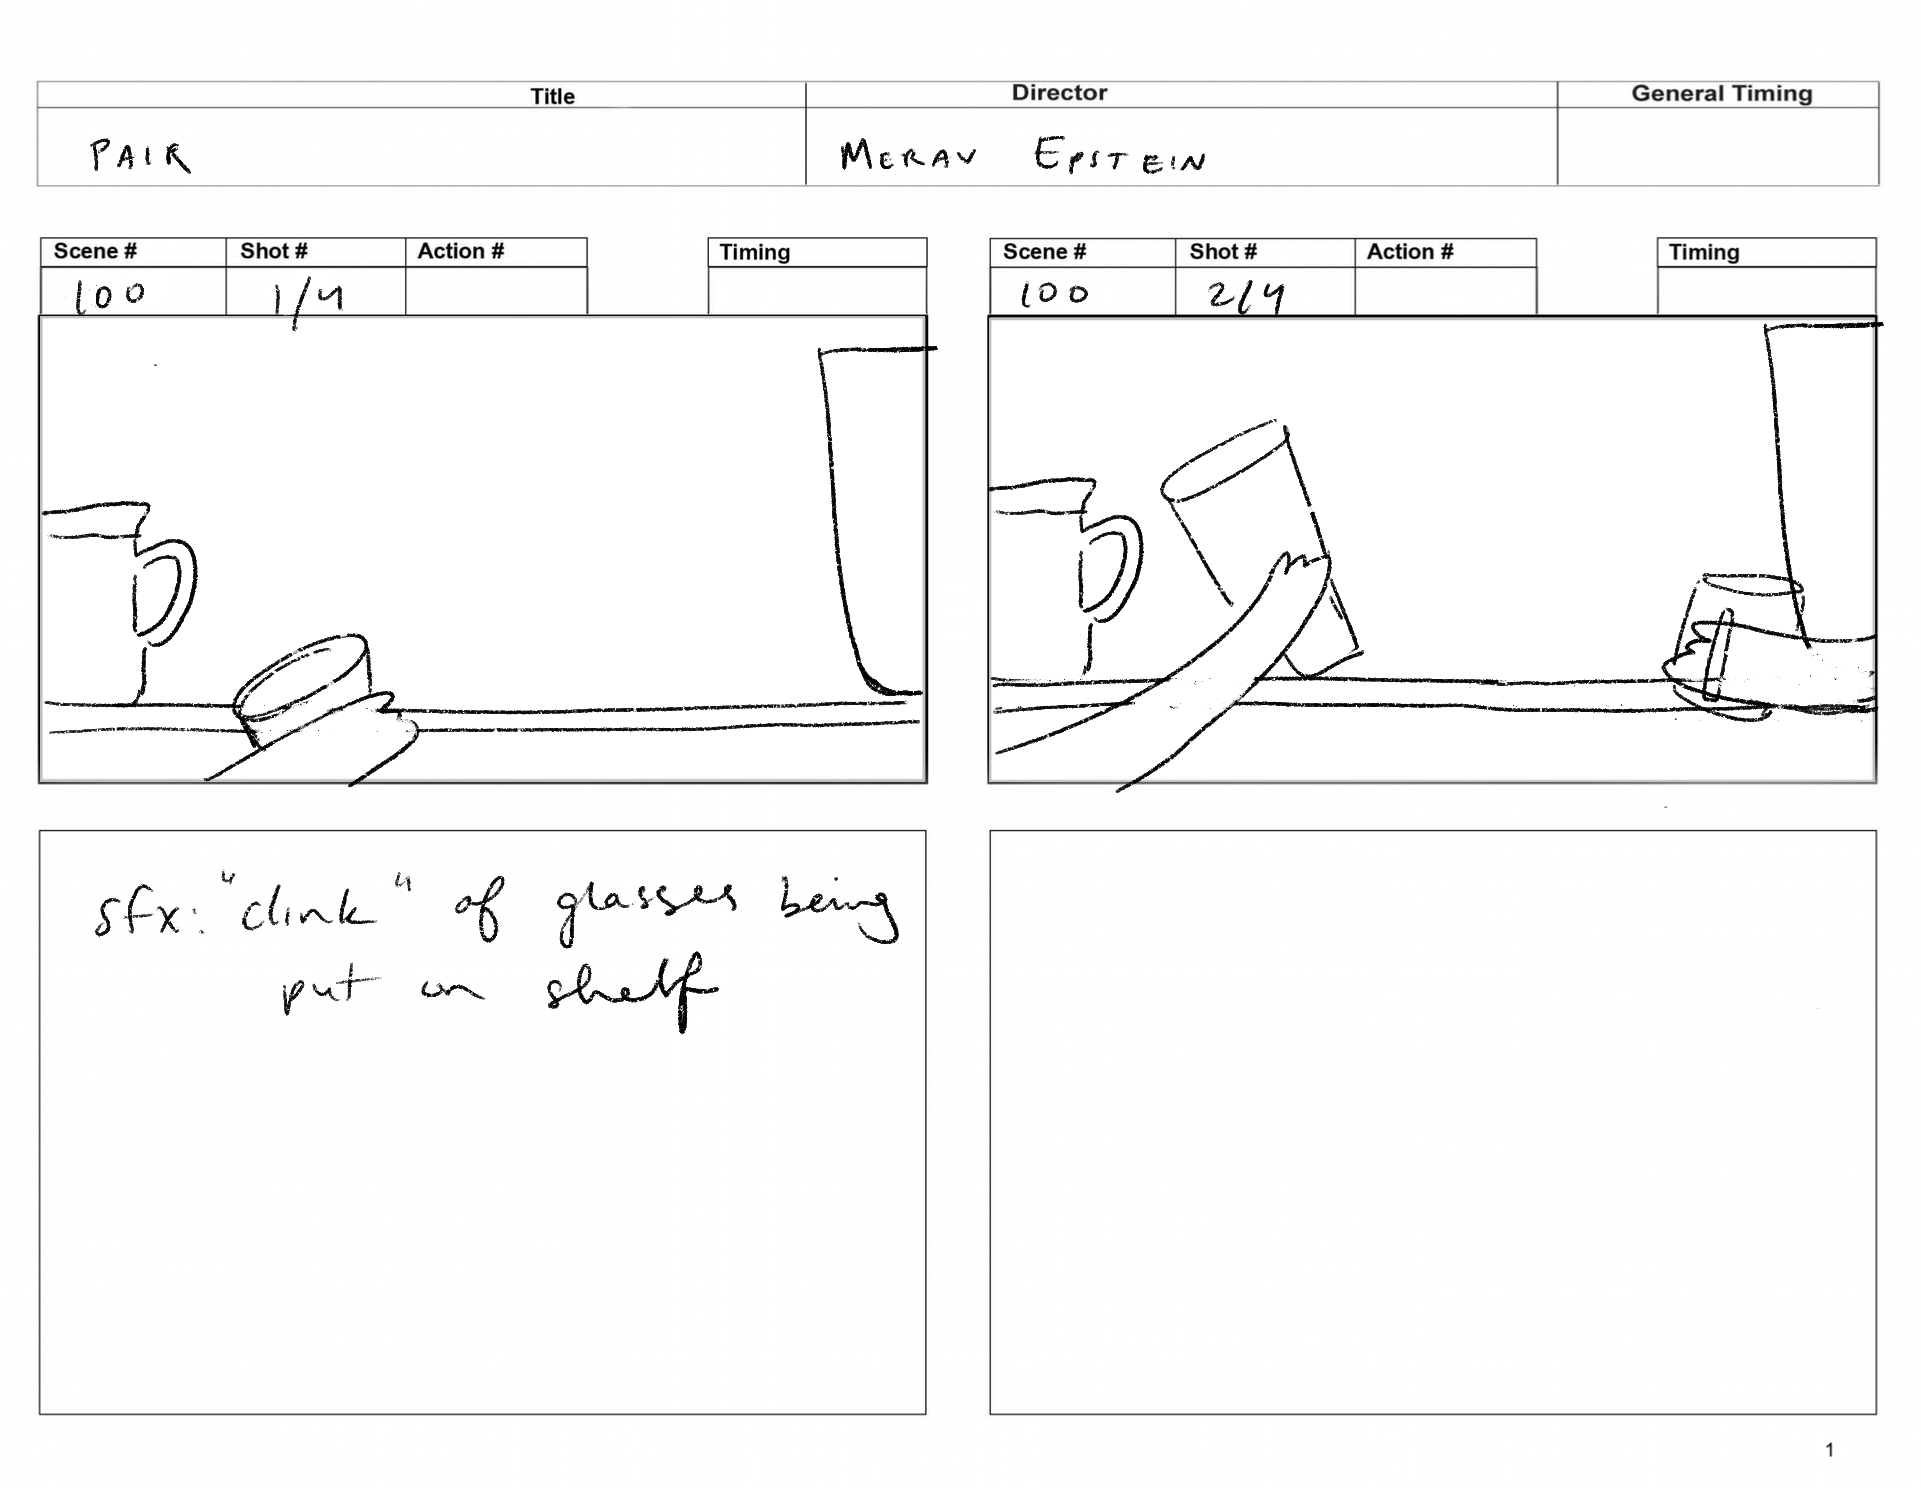 Title Director General Timing
PAIR MERAV EPSTEIN
Scene # Shot # Action # Timing Scene # Shot # Action # Timing
100 1/4 100 2/4
sfx: "clink" of glasses being
put on shelf
1